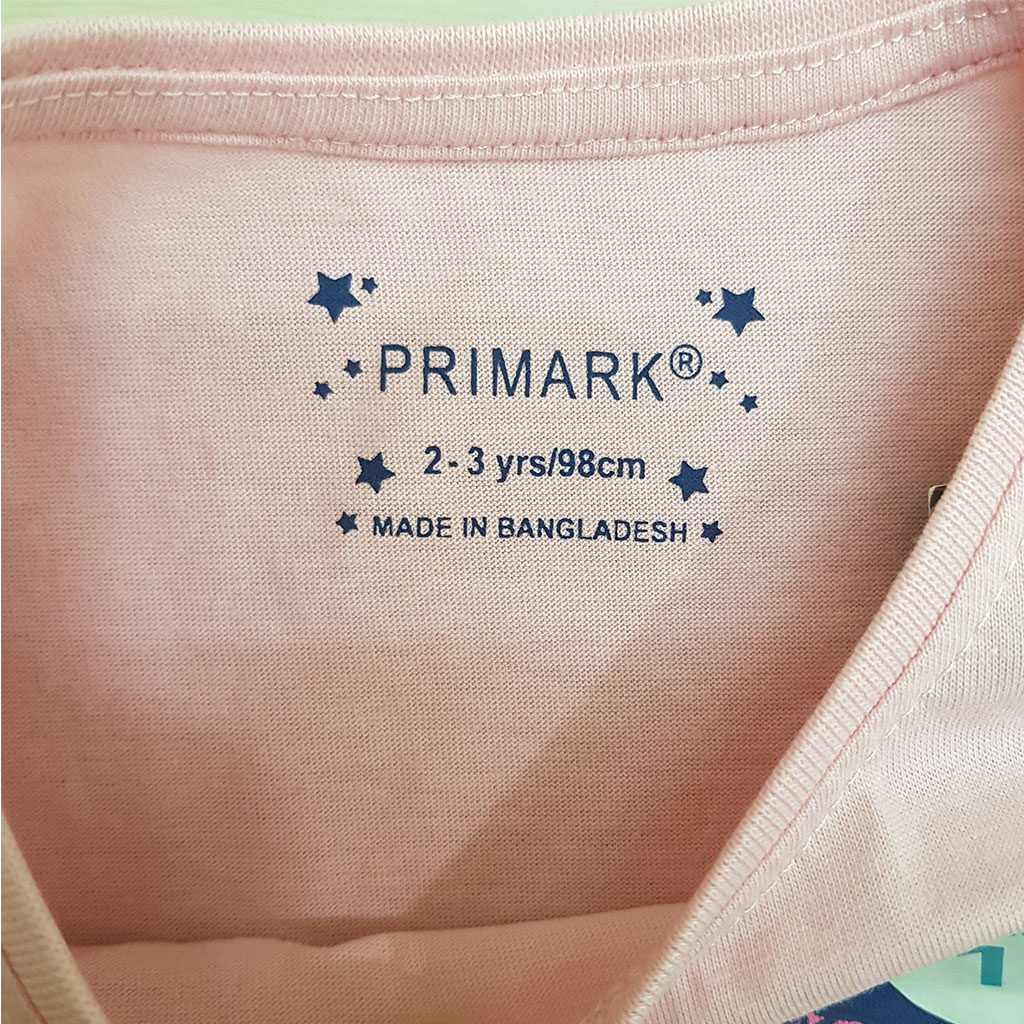 PRIMARK®
2 - 3 yrs/98cm
MADE IN BANGLADESH